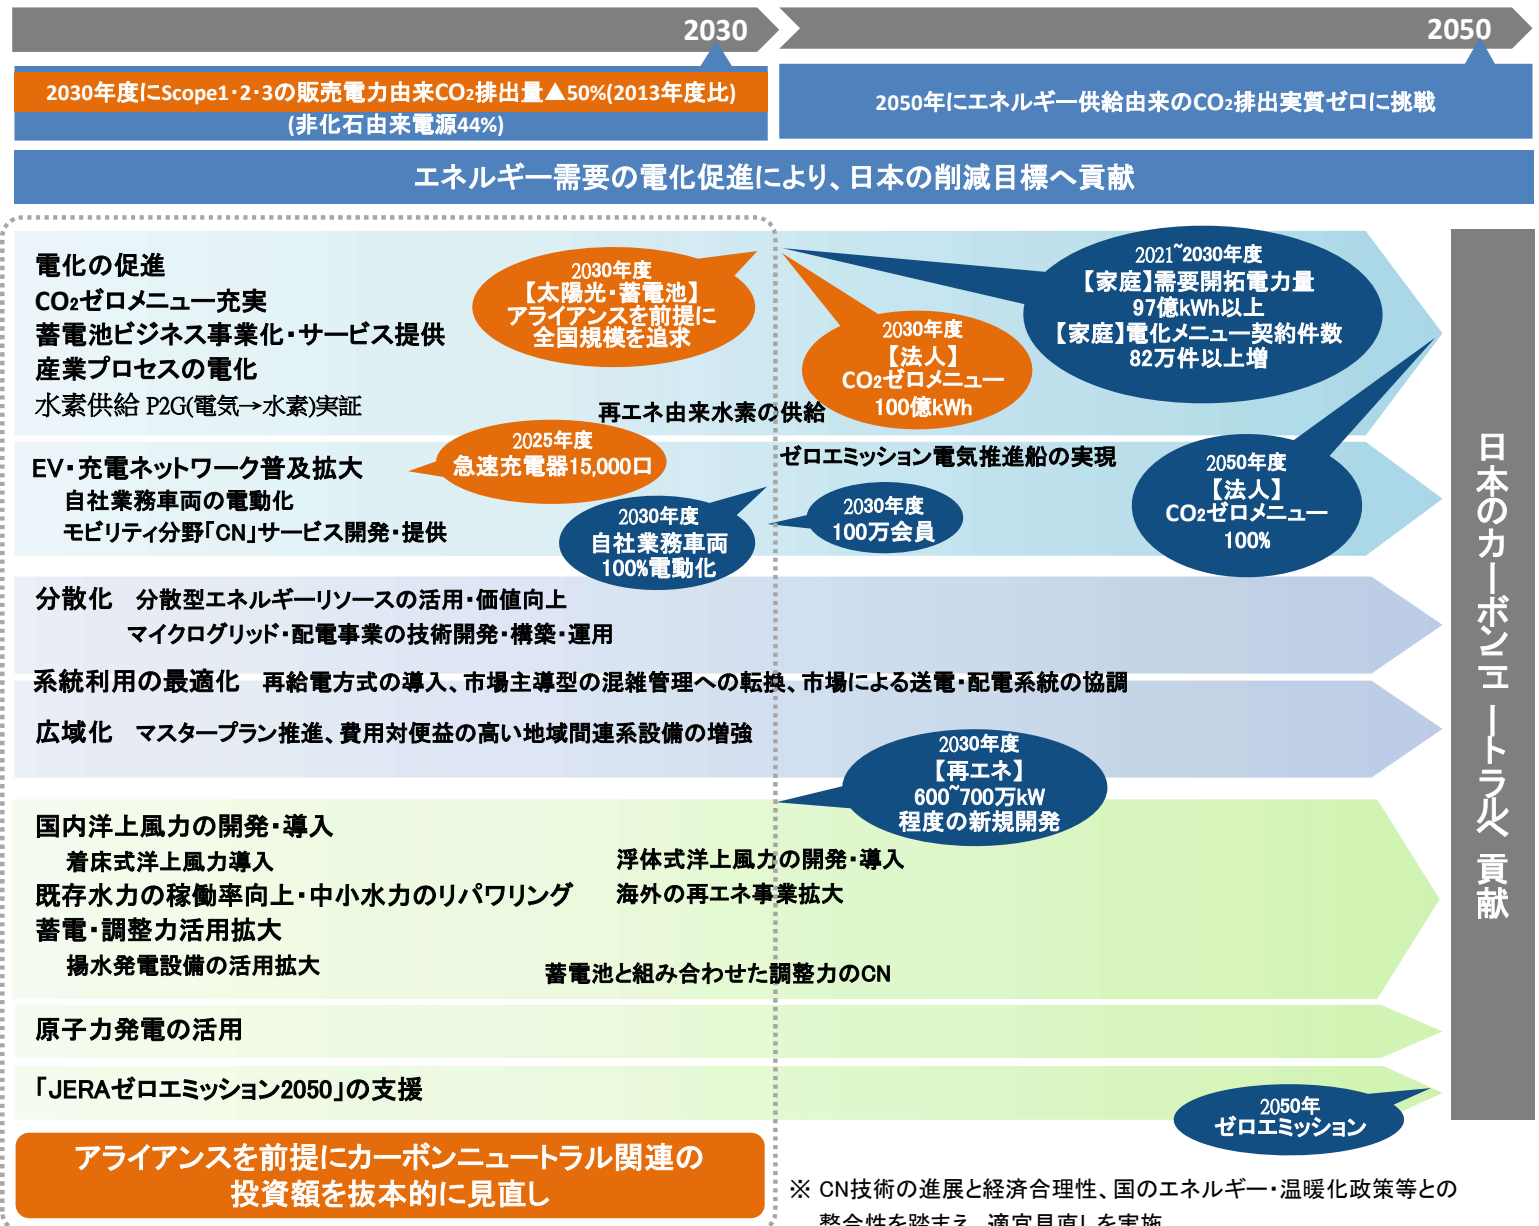 2030
2050
2030年度にScope1・2・3の販売電力由来CO₂排出量▲50%(2013年度比)
(非化石由来電源44%)
2050年にエネルギー供給由来のCO₂排出実質ゼロに挑戦
エネルギー需要の電化促進により、日本の削減目標へ貢献
電化の促進
CO₂ゼロメニュー充実
蓄電池ビジネス事業化・サービス提供
産業プロセスの電化
水素供給 P2G(電気→水素)実証
2030年度
【太陽光・蓄電池】
アライアンスを前提に
全国規模を追求
2030年度
【法人】
CO₂ゼロメニュー
100億kWh
2021~2030年度
【家庭】需要開拓電力量
97億kWh以上
【家庭】電化メニュー契約件数
82万件以上増
再エネ由来水素の供給
EV・充電ネットワーク普及拡大
自社業務車両の電動化
モビリティ分野「CN」サービス開発・提供
2025年度
急速充電器15,000口
2030年度
自社業務車両
100%電動化
ゼロエミッション電気推進船の実現
2030年度
100万会員
2050年度
【法人】
CO₂ゼロメニュー
100%
分散化 分散型エネルギーリソースの活用・価値向上
マイクログリッド・配電事業の技術開発・構築・運用
系統利用の最適化 再給電方式の導入、市場主導型の混雑管理への転換、市場による送電・配電系統の協調
広域化 マスタープラン推進、費用対便益の高い地域間連系設備の増強
2030年度
【再エネ】
600~700万kW
程度の新規開発
国内洋上風力の開発・導入
着床式洋上風力導入
浮体式洋上風力の開発・導入
既存水力の稼働率向上・中小水力のリパワリング
海外の再エネ事業拡大
蓄電・調整力活用拡大
揚水発電設備の活用拡大
蓄電池と組み合わせた調整力のCN
原子力発電の活用
「JERAゼロエミッション2050」の支援
2050年
ゼロエミッション
日本のカーボンニュートラルへ貢献
アライアンスを前提にカーボンニュートラル関連の
投資額を抜本的に見直し
※ CN技術の進展と経済合理性、国のエネルギー・温暖化政策等との
整合性を踏まえ、適宜見直しを実施